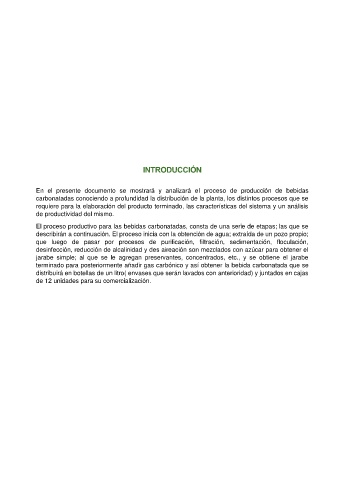 INTRODUCCIÓN
En el presente documento se mostrará y analizará el proceso de producción de bebidas
carbonatadas conociendo a profundidad la distribución de la planta, los distintos procesos que se
requiere para la elaboración del producto terminado, las características del sistema y un análisis
de productividad del mismo.
El proceso productivo para las bebidas carbonatadas, consta de una serie de etapas; las que se
describirán a continuación. El proceso inicia con la obtención de agua; extraída de un pozo propio;
que luego de pasar por procesos de purificación, filtración, sedimentación, floculación,
desinfección, reducción de alcalinidad y des aireación son mezclados con azúcar para obtener el
jarabe simple; al que se le agregan preservantes, concentrados, etc., y se obtiene el jarabe
terminado para posteriormente añadir gas carbónico y así obtener la bebida carbonatada que se
distribuirá en botellas de un litro( envases que serán lavados con anterioridad) y juntados en cajas
de 12 unidades para su comercialización.